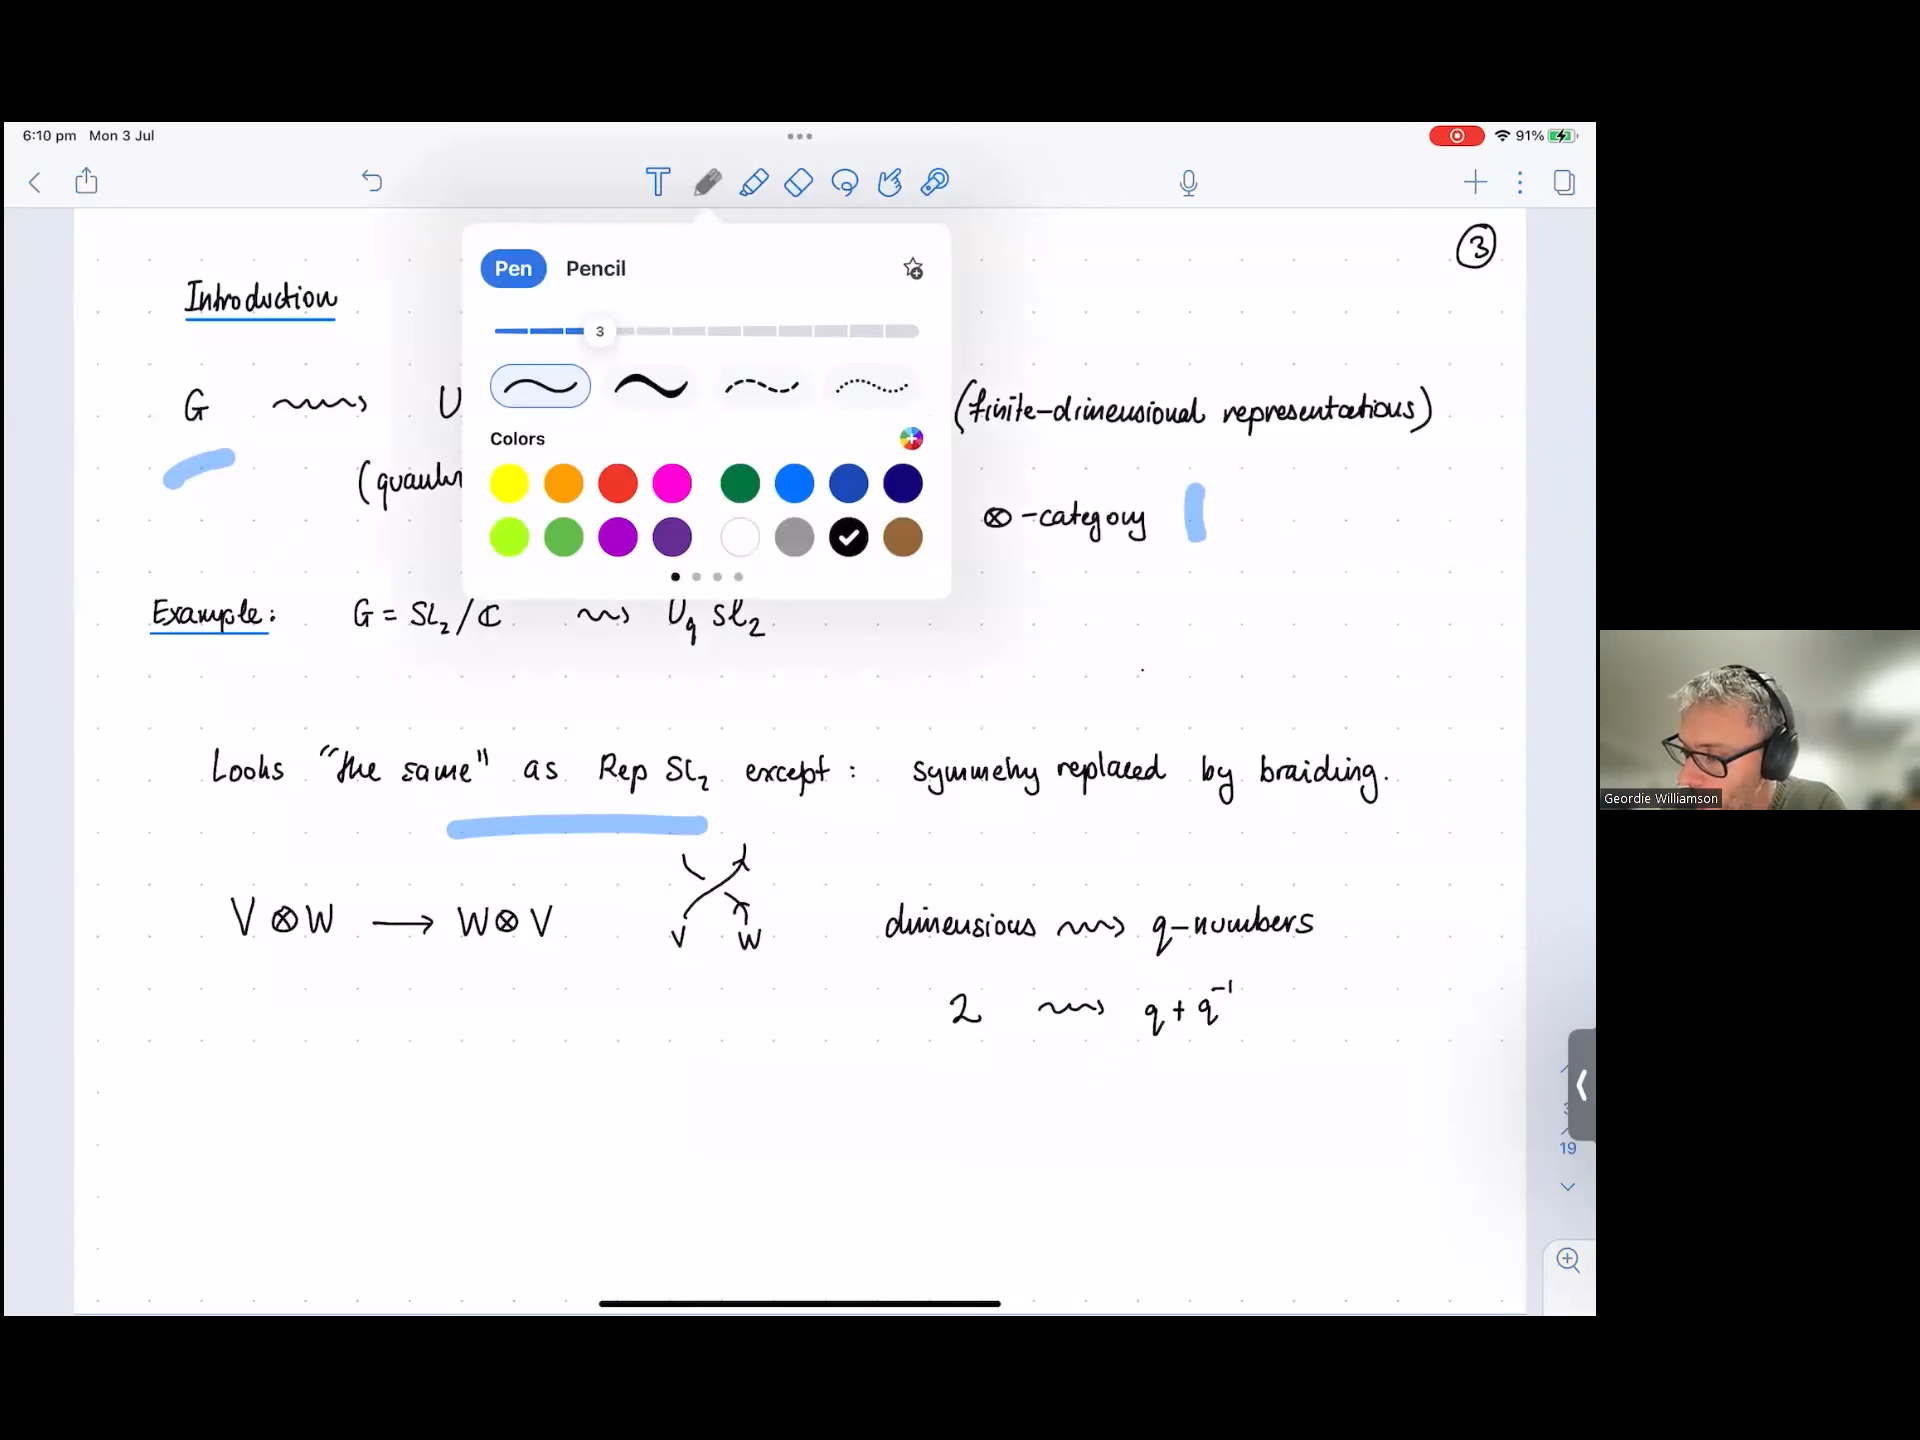 6:10 pm Mon 3 Jul
91%
T
3
Introduction
Pen Pencil
3
G ⇝ U
(finite-dimensional representations)
Colors
(quantu
⊗-category
Example: G = SL₂/ℂ ⇝ U_q sl₂
Looks "the same" as Rep SL₂ except: symmetry replaced by braiding.
V ⊗ W → W ⊗ V
V W
dimensions ⇝ q-numbers
2 ⇝ q + q⁻¹
19
Geordie Williamson